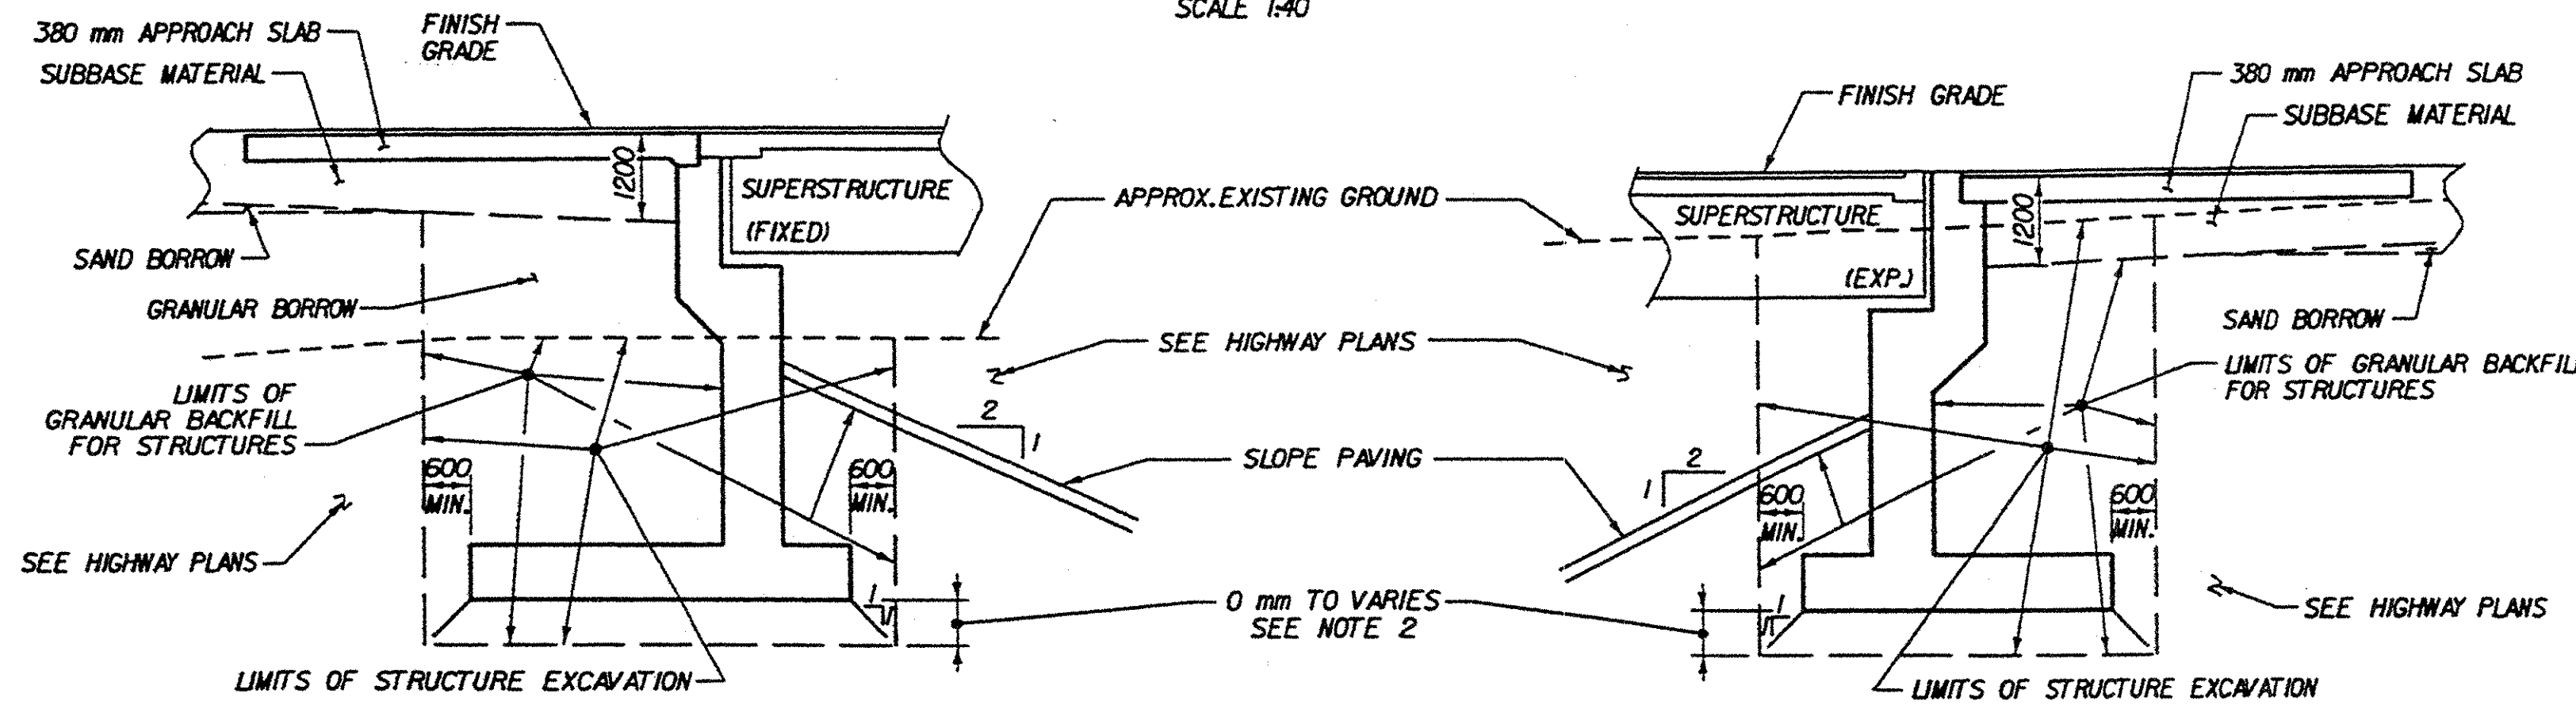 SCALE 1:40
380 mm APPROACH SLAB
SUBBASE MATERIAL
FINISH
GRADE
1200
SUPERSTRUCTURE
(FIXED)
SAND BORROW
GRANULAR BORROW
LIMITS OF
GRANULAR BACKFILL
FOR STRUCTURES
600
MIN.
600
MIN.
2
1
1
1
SEE HIGHWAY PLANS
LIMITS OF STRUCTURE EXCAVATION
APPROX. EXISTING GROUND
SEE HIGHWAY PLANS
SLOPE PAVING
0 mm TO VARIES
SEE NOTE 2
FINISH GRADE
380 mm APPROACH SLAB
SUBBASE MATERIAL
SUPERSTRUCTURE
(EXP.)
1200
SAND BORROW
LIMITS OF GRANULAR BACKFILL
FOR STRUCTURES
2
1
600
MIN.
600
MIN.
1
1
SEE HIGHWAY PLANS
LIMITS OF STRUCTURE EXCAVATION